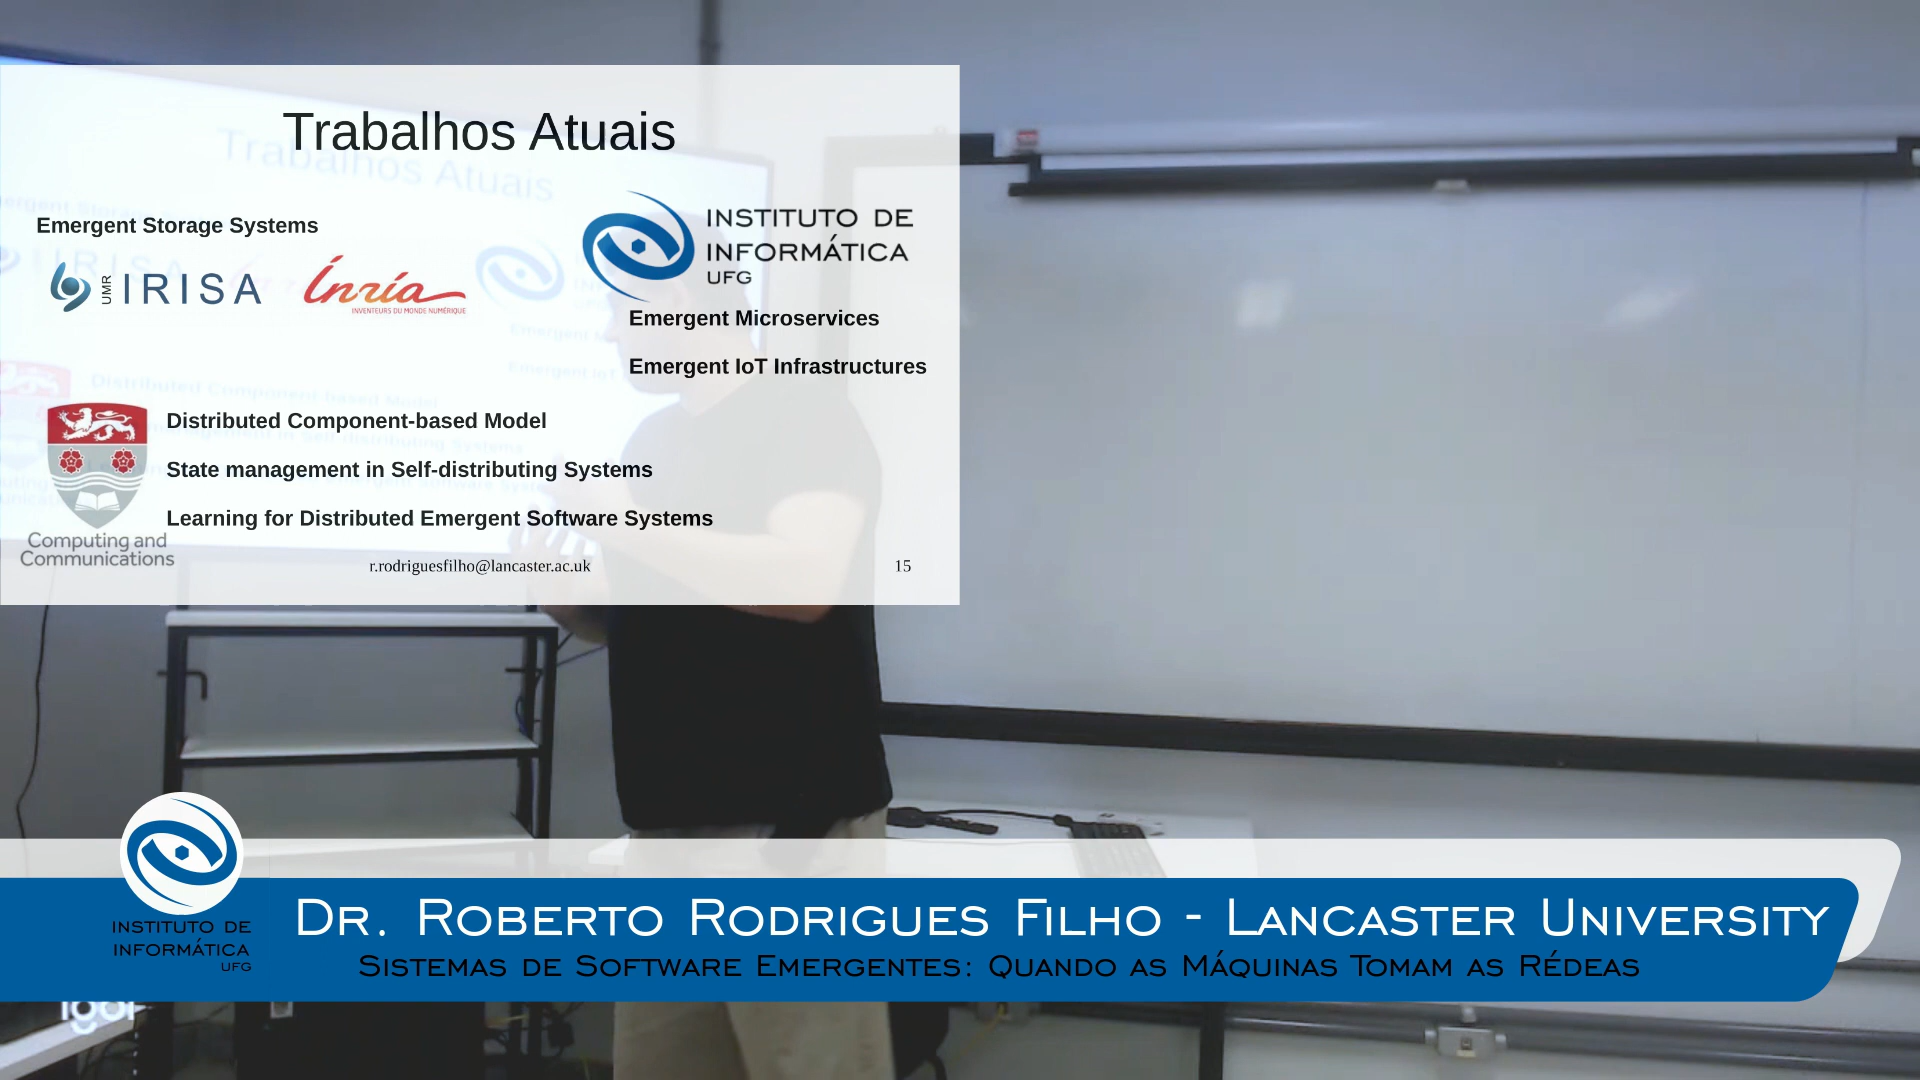 Trabalhos Atuais
Emergent Storage Systems
UMR IRISA
Inría
INVENTEURS DU MONDE NUMÉRIQUE
INSTITUTO DE
INFORMÁTICA
UFG
Emergent Microservices
Emergent IoT Infrastructures
Distributed Component-based Model
State management in Self-distributing Systems
Learning for Distributed Emergent Software Systems
Computing and
Communications
r.rodriguesfilho@lancaster.ac.uk
15
Trabalhos Atuais
INSTITUTO DE
INFORMÁTICA
UFG
Dr. Roberto Rodrigues Filho - Lancaster University
Sistemas de Software Emergentes: Quando as Máquinas Tomam as Rédeas